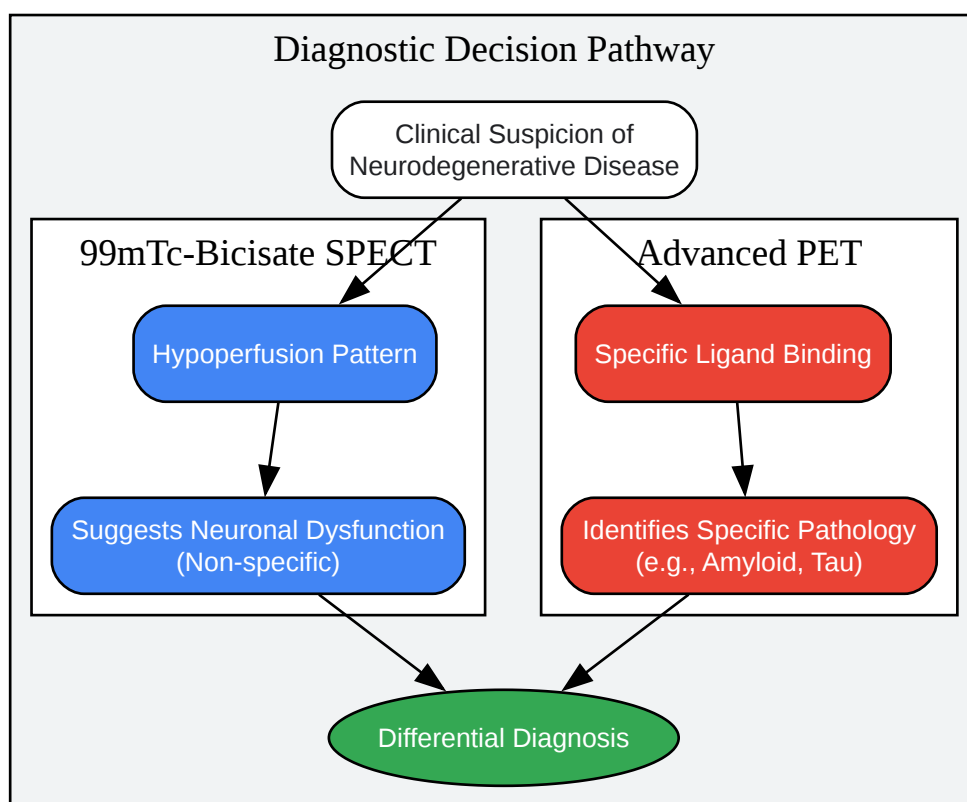 Diagnostic Decision Pathway
Clinical Suspicion of
Neurodegenerative Disease
99mTc-Bicisate SPECT
Hypoperfusion Pattern
Suggests Neuronal Dysfunction
(Non-specific)
Advanced PET
Specific Ligand Binding
Identifies Specific Pathology
(e.g., Amyloid, Tau)
Differential Diagnosis